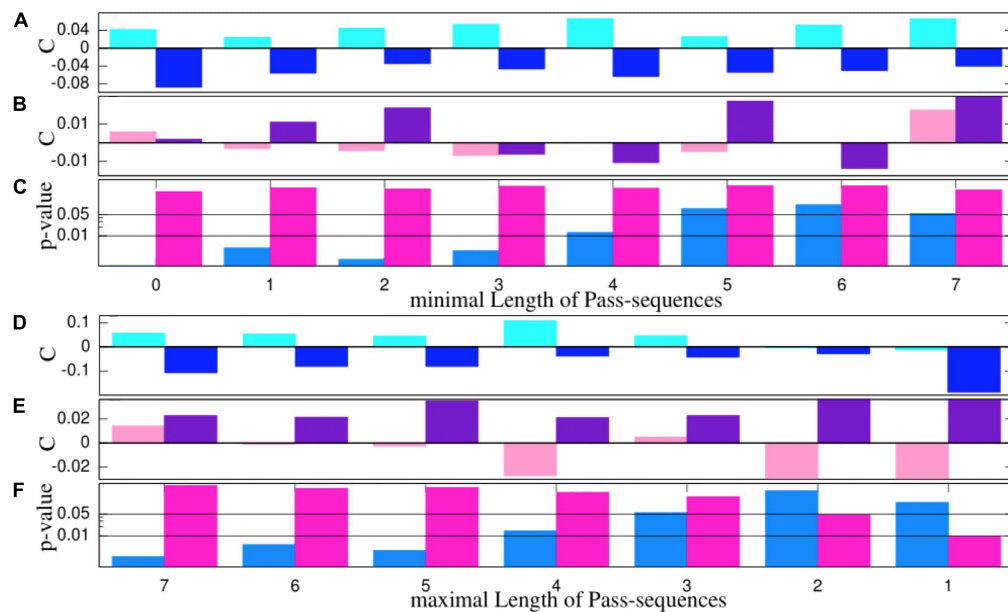 A
C
0.04
0
-0.04
-0.08
B
C
0.01
-0.01
C
p-value
0.05
0.01
0 1 2 3 4 5 6 7
minimal Length of Pass-sequences
D
C
0.1
0
-0.1
E
C
0.02
0
-0.02
F
p-value
0.05
0.01
7 6 5 4 3 2 1
maximal Length of Pass-sequences